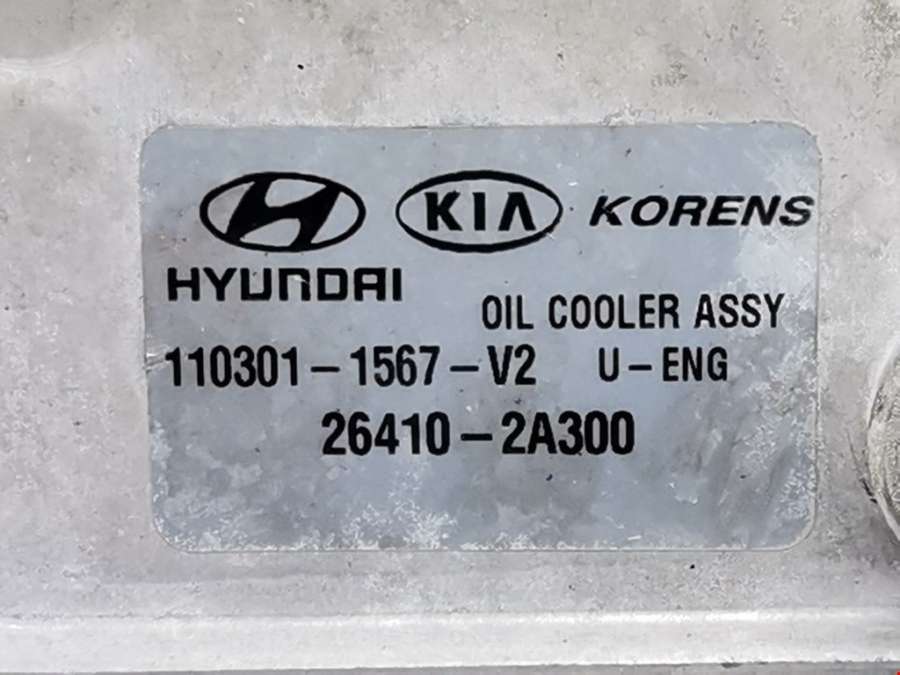 KIA KORENS
HYUNDAI
OIL COOLER ASSY
110301-1567-V2 U-ENG
26410-2A300